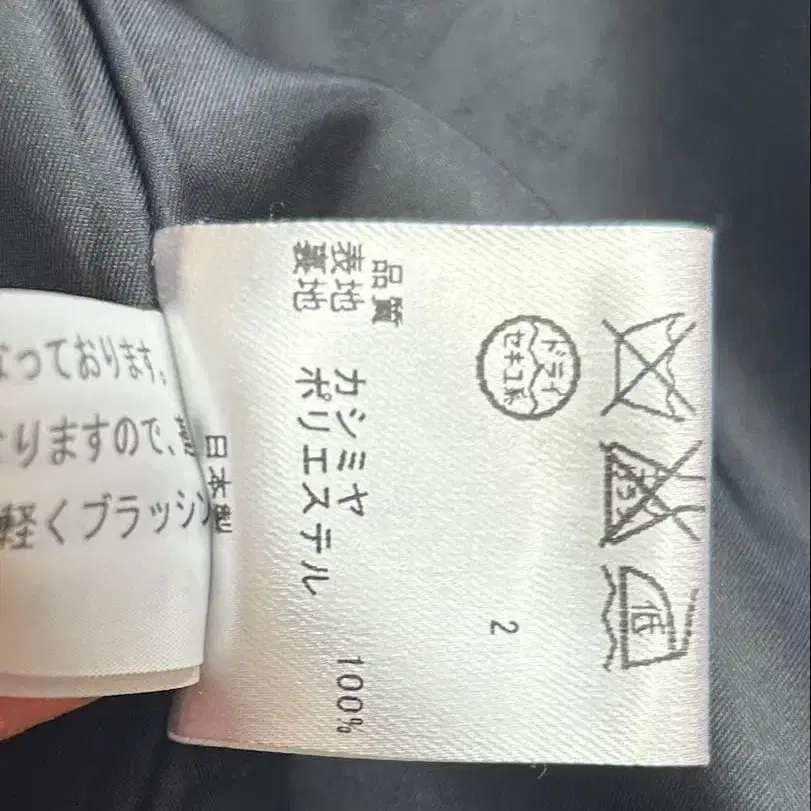 低
ドライ
セキユ系
2
品質
表地 カシミヤ 100%
裏地 ポリエステル
日本製
なっております。
りますので、
軽くブラッシン